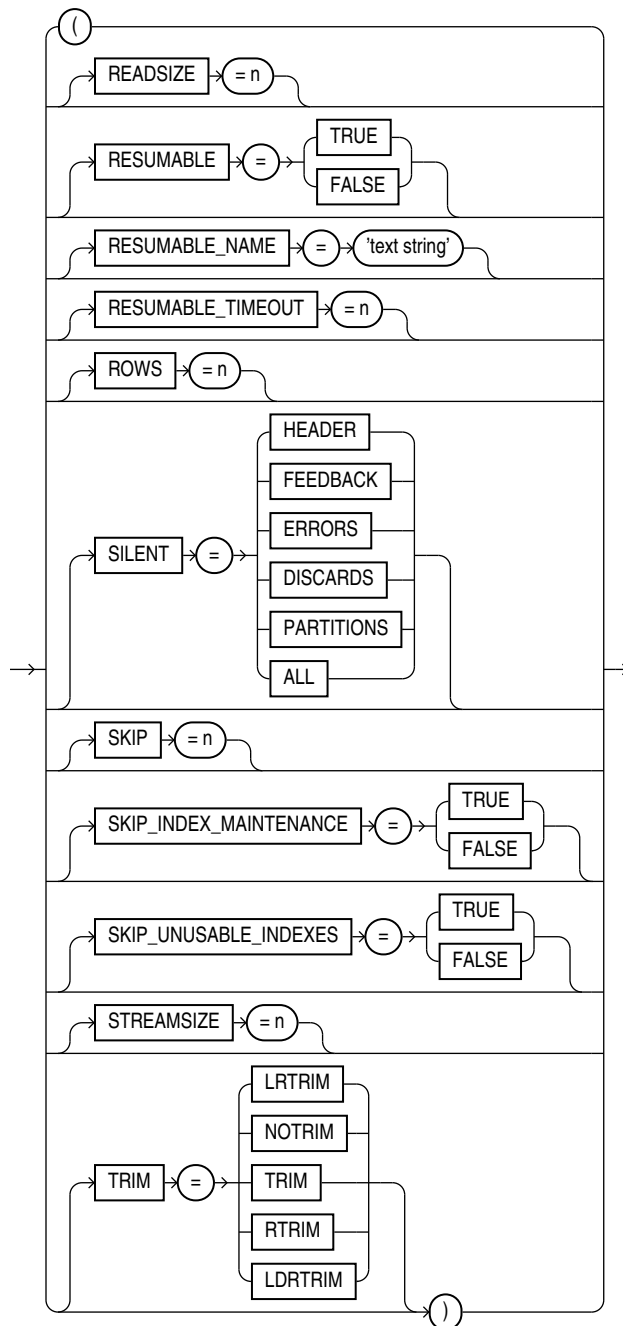 (
READSIZE = n
RESUMABLE = TRUE
FALSE
RESUMABLE_NAME = 'text string'
RESUMABLE_TIMEOUT = n
ROWS = n
SILENT = HEADER
FEEDBACK
ERRORS
DISCARDS
PARTITIONS
ALL
SKIP = n
SKIP_INDEX_MAINTENANCE = TRUE
FALSE
SKIP_UNUSABLE_INDEXES = TRUE
FALSE
STREAMSIZE = n
TRIM = LRTRIM
NOTRIM
TRIM
RTRIM
LDRTRIM
)